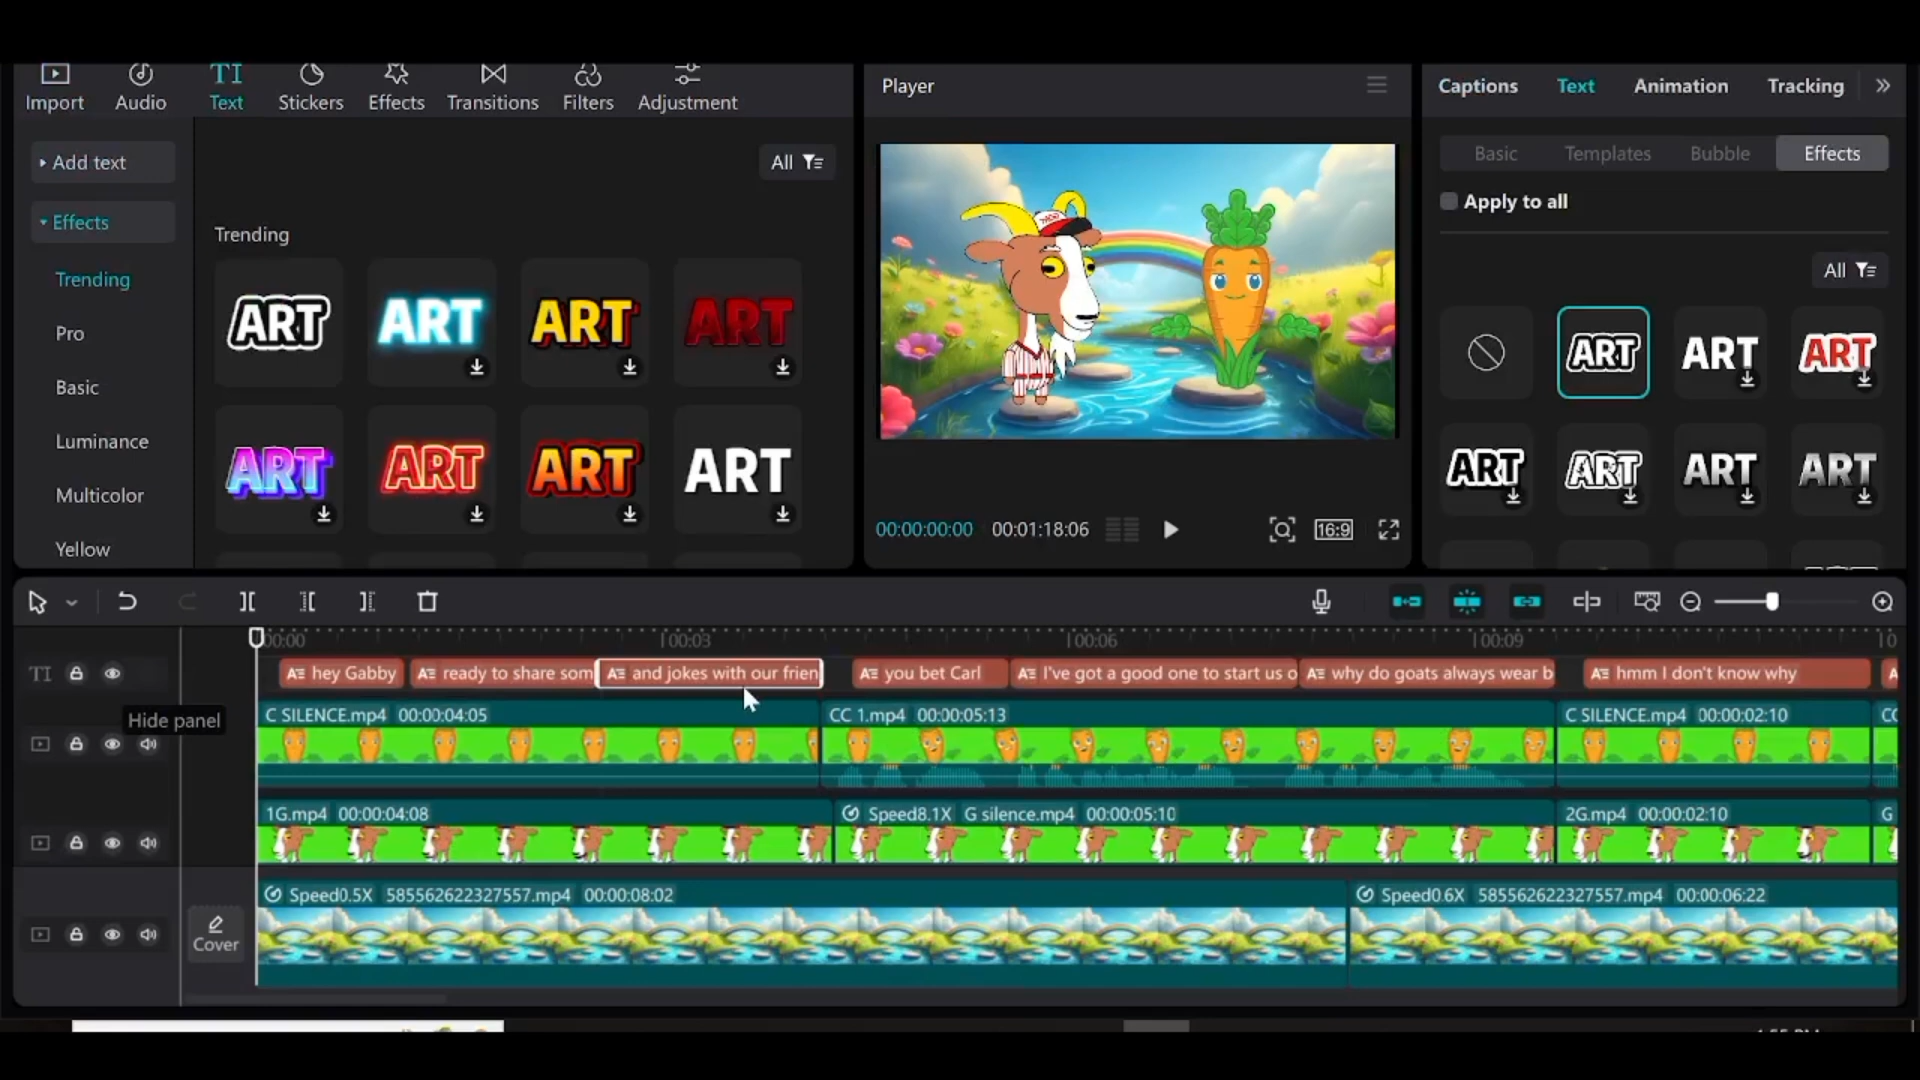 Import Audio Text Stickers Effects Transitions Filters Adjustment
Add text
Effects
Trending
Pro
Basic
Luminance
Multicolor
Yellow
All
Trending
ART ART ART ART
ART ART ART ART
Player
TACO
00:00:00:00 00:01:18:06
16:9
Captions Text Animation Tracking
Basic Templates Bubble Effects
Apply to all
All
ART ART ART
ART ART ART ART
00:00 00:03 00:06 00:09 10
TI
hey Gabby
ready to share som
and jokes with our frien
you bet Carl
I've got a good one to start us o
why do goats always wear b
hmm I don't know why
Hide panel
C SILENCE.mp4 00:00:04:05
CC 1.mp4 00:00:05:13
C SILENCE.mp4 00:00:02:10
CC
1G.mp4 00:00:04:08
Speed8.1X G silence.mp4 00:00:05:10
2G.mp4 00:00:02:10
G
Cover
Speed0.5X 585562622327557.mp4 00:00:08:02
Speed0.6X 585562622327557.mp4 00:00:06:22